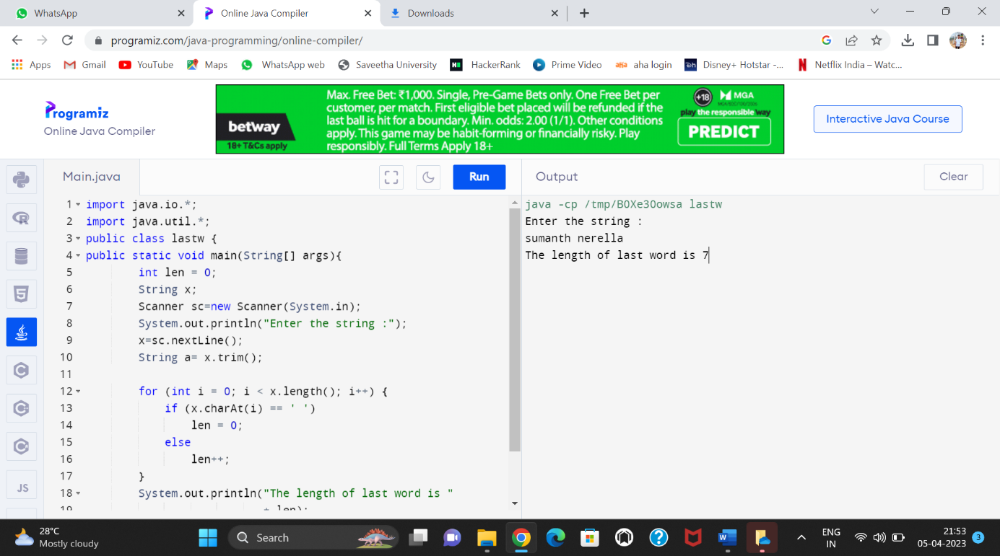 WhatsApp
Online Java Compiler
Downloads
programiz.com/java-programming/online-compiler/
Apps Gmail YouTube Maps WhatsApp web Saveetha University HackerRank Prime Video aha login Disney+ Hotstar -... Netflix India – Watc...
Programiz
Online Java Compiler
betway
18+ T&Cs apply
Max. Free Bet: ₹1,000. Single, Pre-Game Bets only. One Free Bet per
customer, per match. First eligible bet placed will be refunded if the
last ball is hit for a boundary. Min. odds: 2.00 (1/1). Other conditions
apply. This game may be habit-forming or financially risky. Play
responsibly. Full Terms Apply 18+
+18 MGA
play the responsible way
PREDICT
Interactive Java Course
Main.java
Run
Output
Clear
1 import java.io.*;
2 import java.util.*;
3 public class lastw {
4 public static void main(String[] args){
5 int len = 0;
6 String x;
7 Scanner sc=new Scanner(System.in);
8 System.out.println("Enter the string :");
9 x=sc.nextLine();
10 String a= x.trim();
11
12 for (int i = 0; i < x.length(); i++) {
13 if (x.charAt(i) == ' ')
14 len = 0;
15 else
16 len++;
17 }
18 System.out.println("The length of last word is "
19 + len);
java -cp /tmp/BOXe3Oowsa lastw
Enter the string :
sumanth nerella
The length of last word is 7
JS
28°C
Mostly cloudy
Search
ENG
IN
21:53
05-04-2023
3